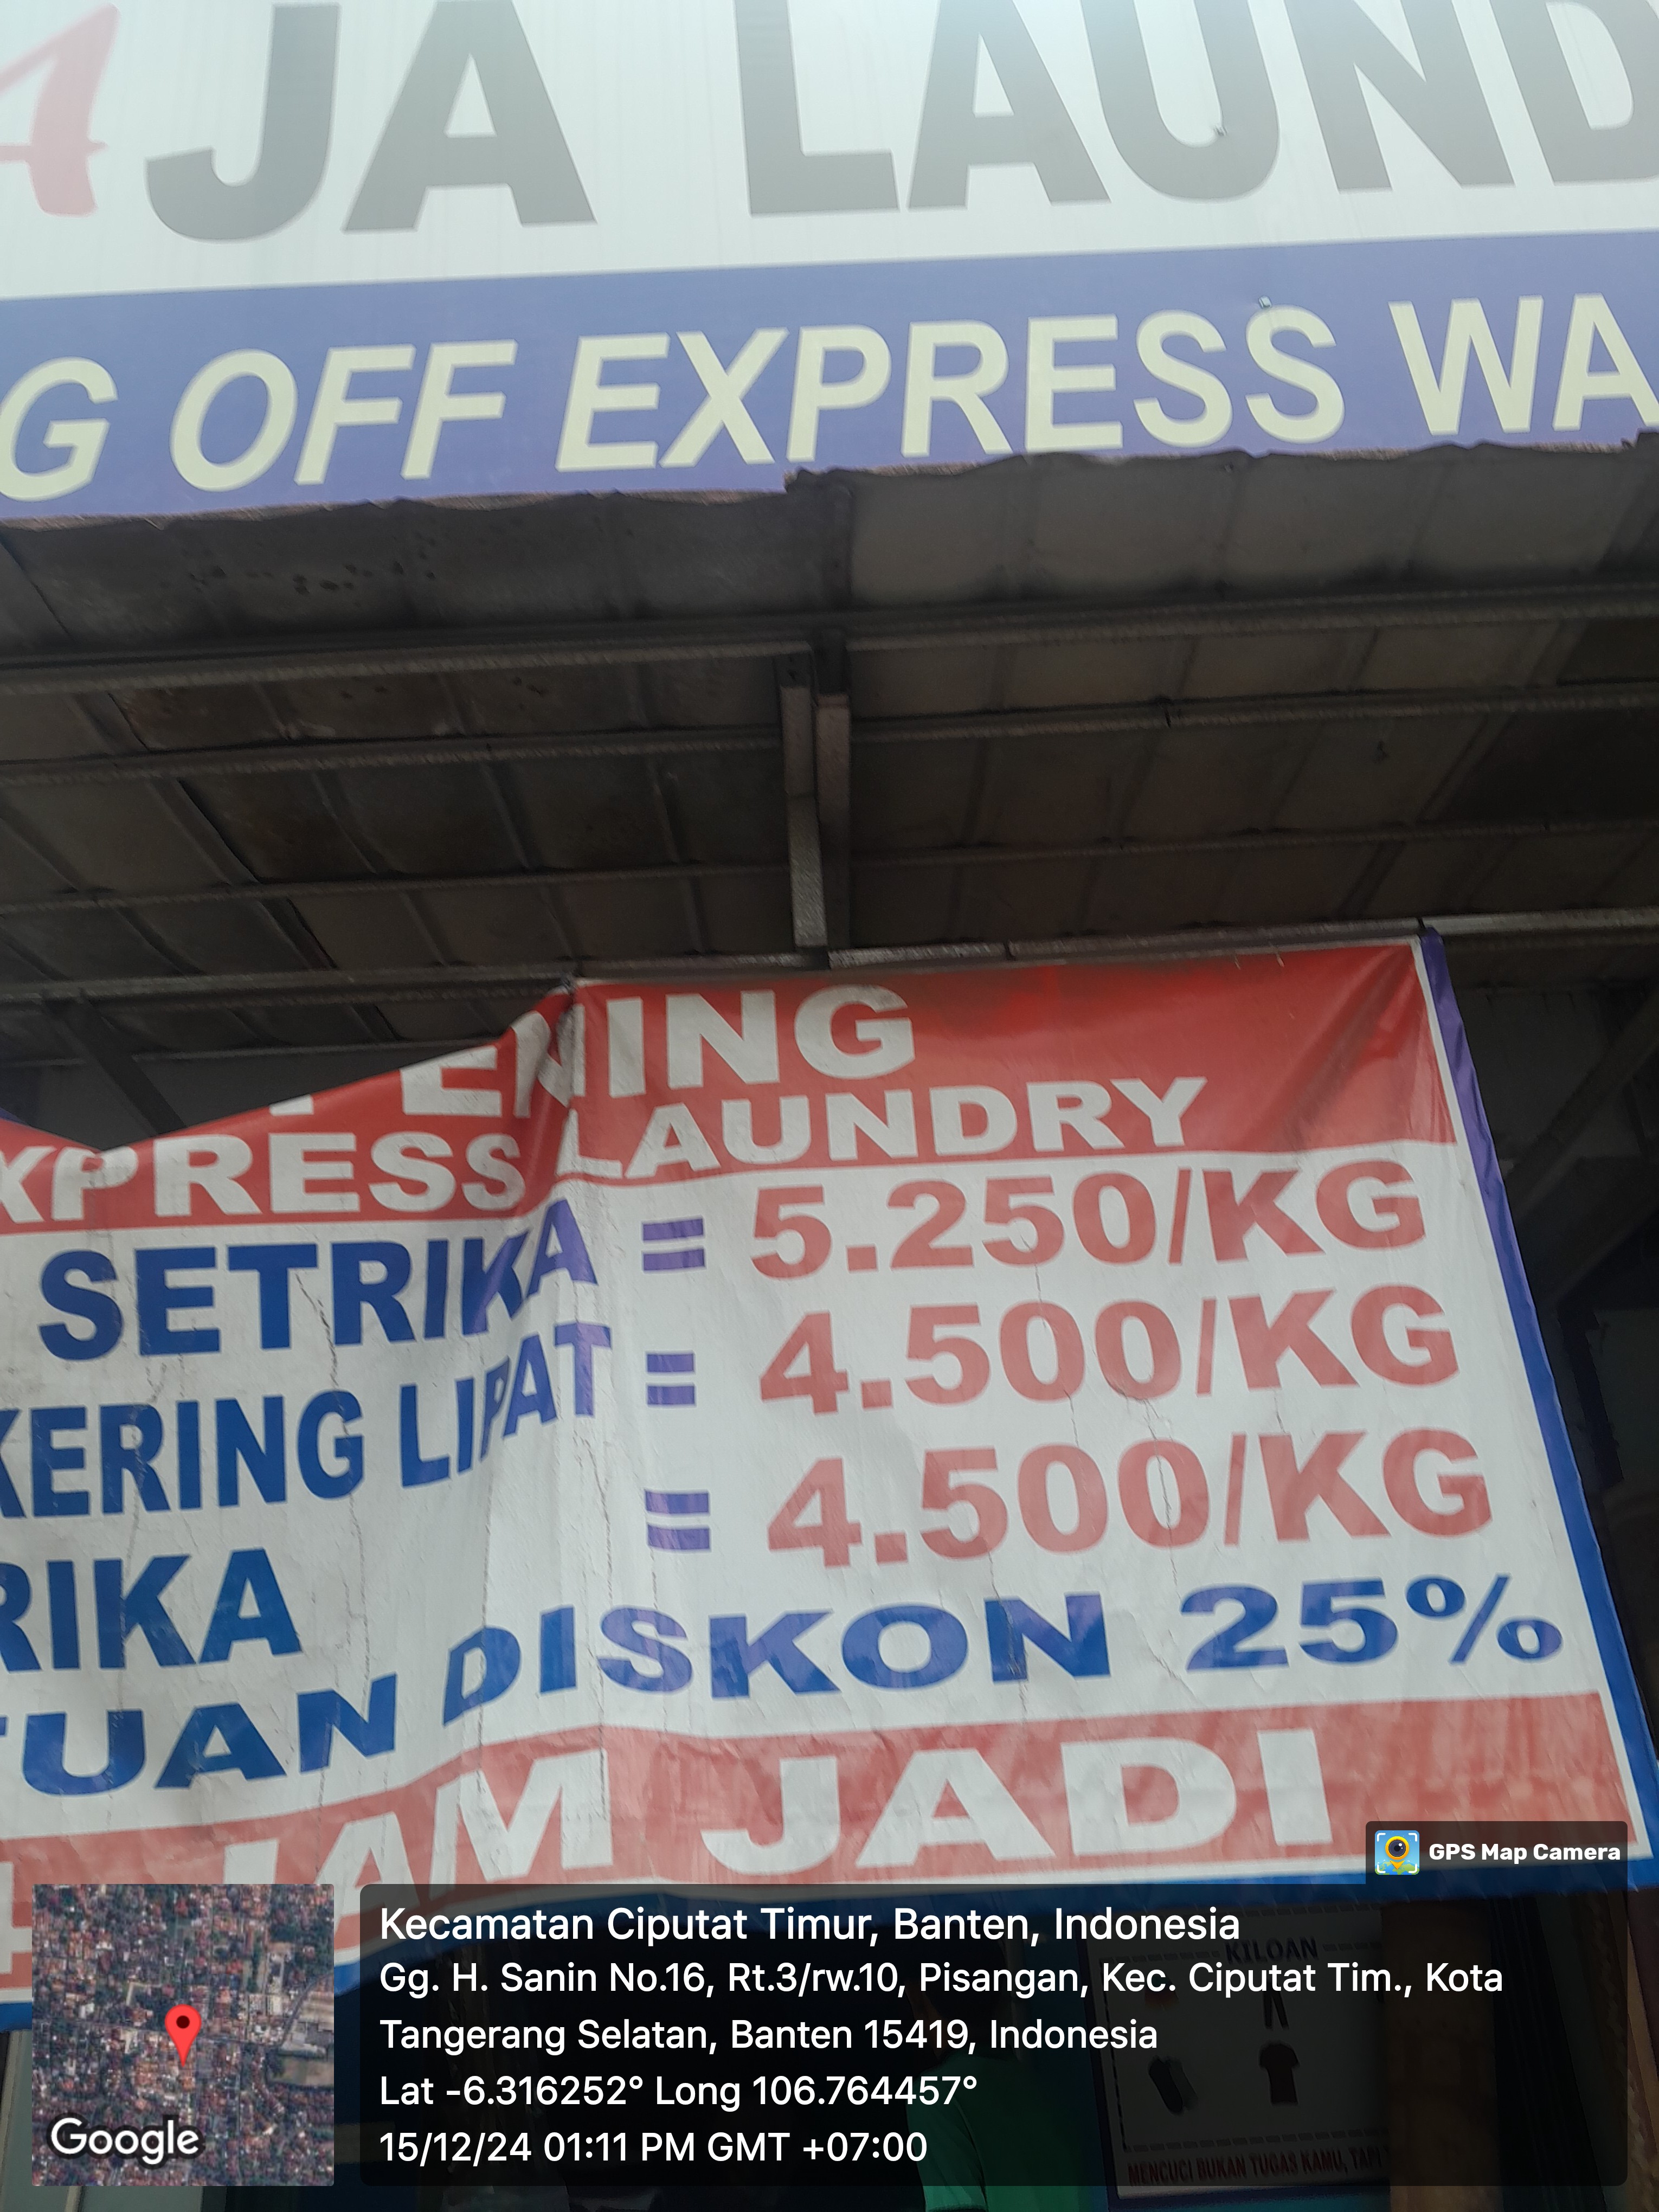 A JA LAUND
G OFF EXPRESS WA
ENING
XPRESS LAUNDRY
SETRIKA = 5.250/KG
KERING LIPAT = 4.500/KG
RIKA = 4.500/KG
TUAN DISKON 25%
JAM JADI
GPS Map Camera
KILOAN
Kecamatan Ciputat Timur, Banten, Indonesia
Gg. H. Sanin No.16, Rt.3/rw.10, Pisangan, Kec. Ciputat Tim., Kota
Tangerang Selatan, Banten 15419, Indonesia
Lat -6.316252° Long 106.764457°
15/12/24 01:11 PM GMT +07:00
Google
MENCUCI BUKAN TUGAS KAMU, TAPI